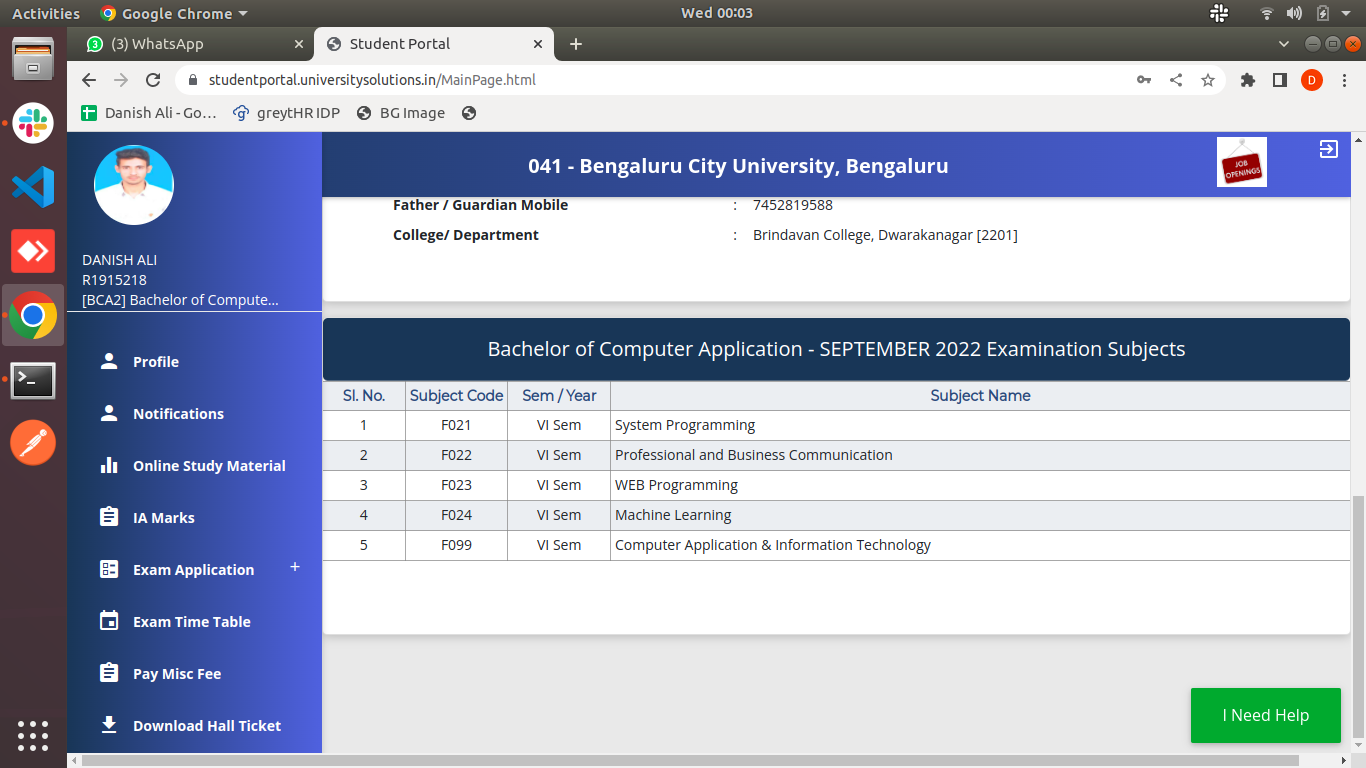 Activities Google Chrome Wed 00:03
3 (3) WhatsApp Student Portal
studentportal.universitysolutions.in/MainPage.html D
Danish Ali - Go… greytHR IDP BG Image
041 - Bengaluru City University, Bengaluru JOB OPENINGS
Father / Guardian Mobile : 7452819588
College/ Department : Brindavan College, Dwarakanagar [2201]
DANISH ALI
R1915218
[BCA2] Bachelor of Compute...
Profile
Notifications
Online Study Material
IA Marks
Exam Application +
Exam Time Table
Pay Misc Fee
Download Hall Ticket
Bachelor of Computer Application - SEPTEMBER 2022 Examination Subjects
Sl. No. Subject Code Sem / Year Subject Name
1 F021 VI Sem System Programming
2 F022 VI Sem Professional and Business Communication
3 F023 VI Sem WEB Programming
4 F024 VI Sem Machine Learning
5 F099 VI Sem Computer Application & Information Technology
I Need Help